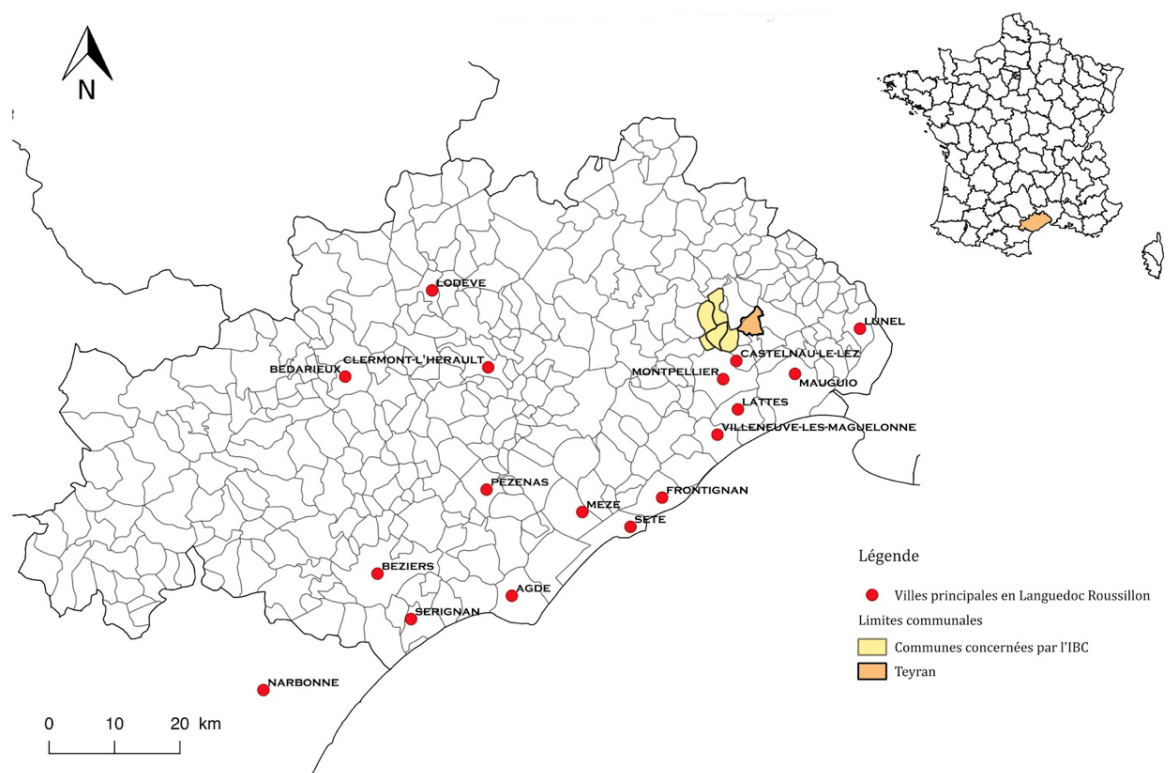 N
LODEVE
LUNEL
CASTELNAU-LE-LEZ
CLERMONT-L'HERAULT
BEDARIEUX
MONTPELLIER
MAUGUIO
LATTES
VILLENEUVE-LES-MAGUELONNE
PEZENAS
FRONTIGNAN
MEZE
SETE
BEZIERS
AGDE
SERIGNAN
NARBONNE
0 10 20 km
Légende
Villes principales en Languedoc Roussillon
Limites communales
Communes concernées par l'IBC
Teyran